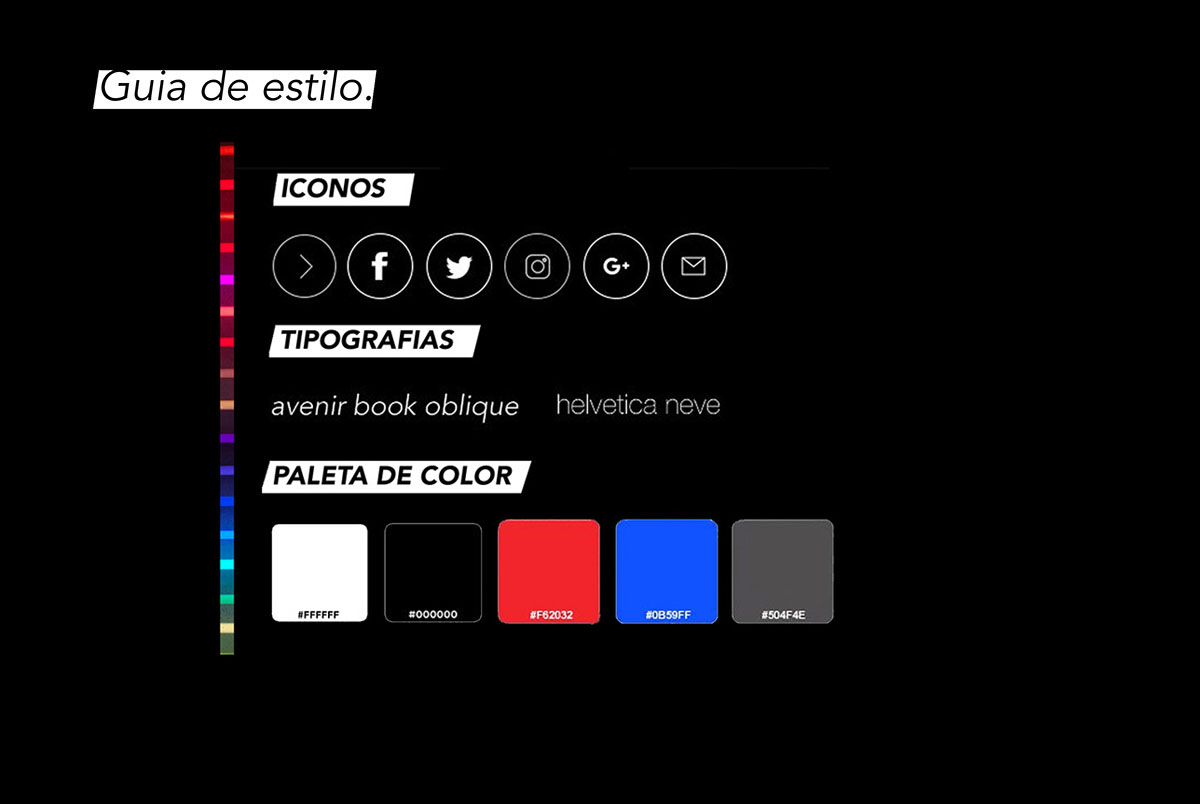 Guia de estilo.
ICONOS
f G+
TIPOGRAFIAS
avenir book oblique helvetica neve
PALETA DE COLOR
#FFFFFF #000000 #F62032 #0B59FF #504F4E